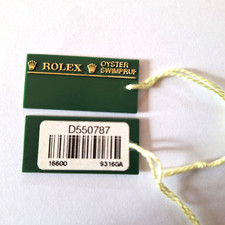 ROLEX OYSTER
SWIMPRUF
D550787
16600 93160A